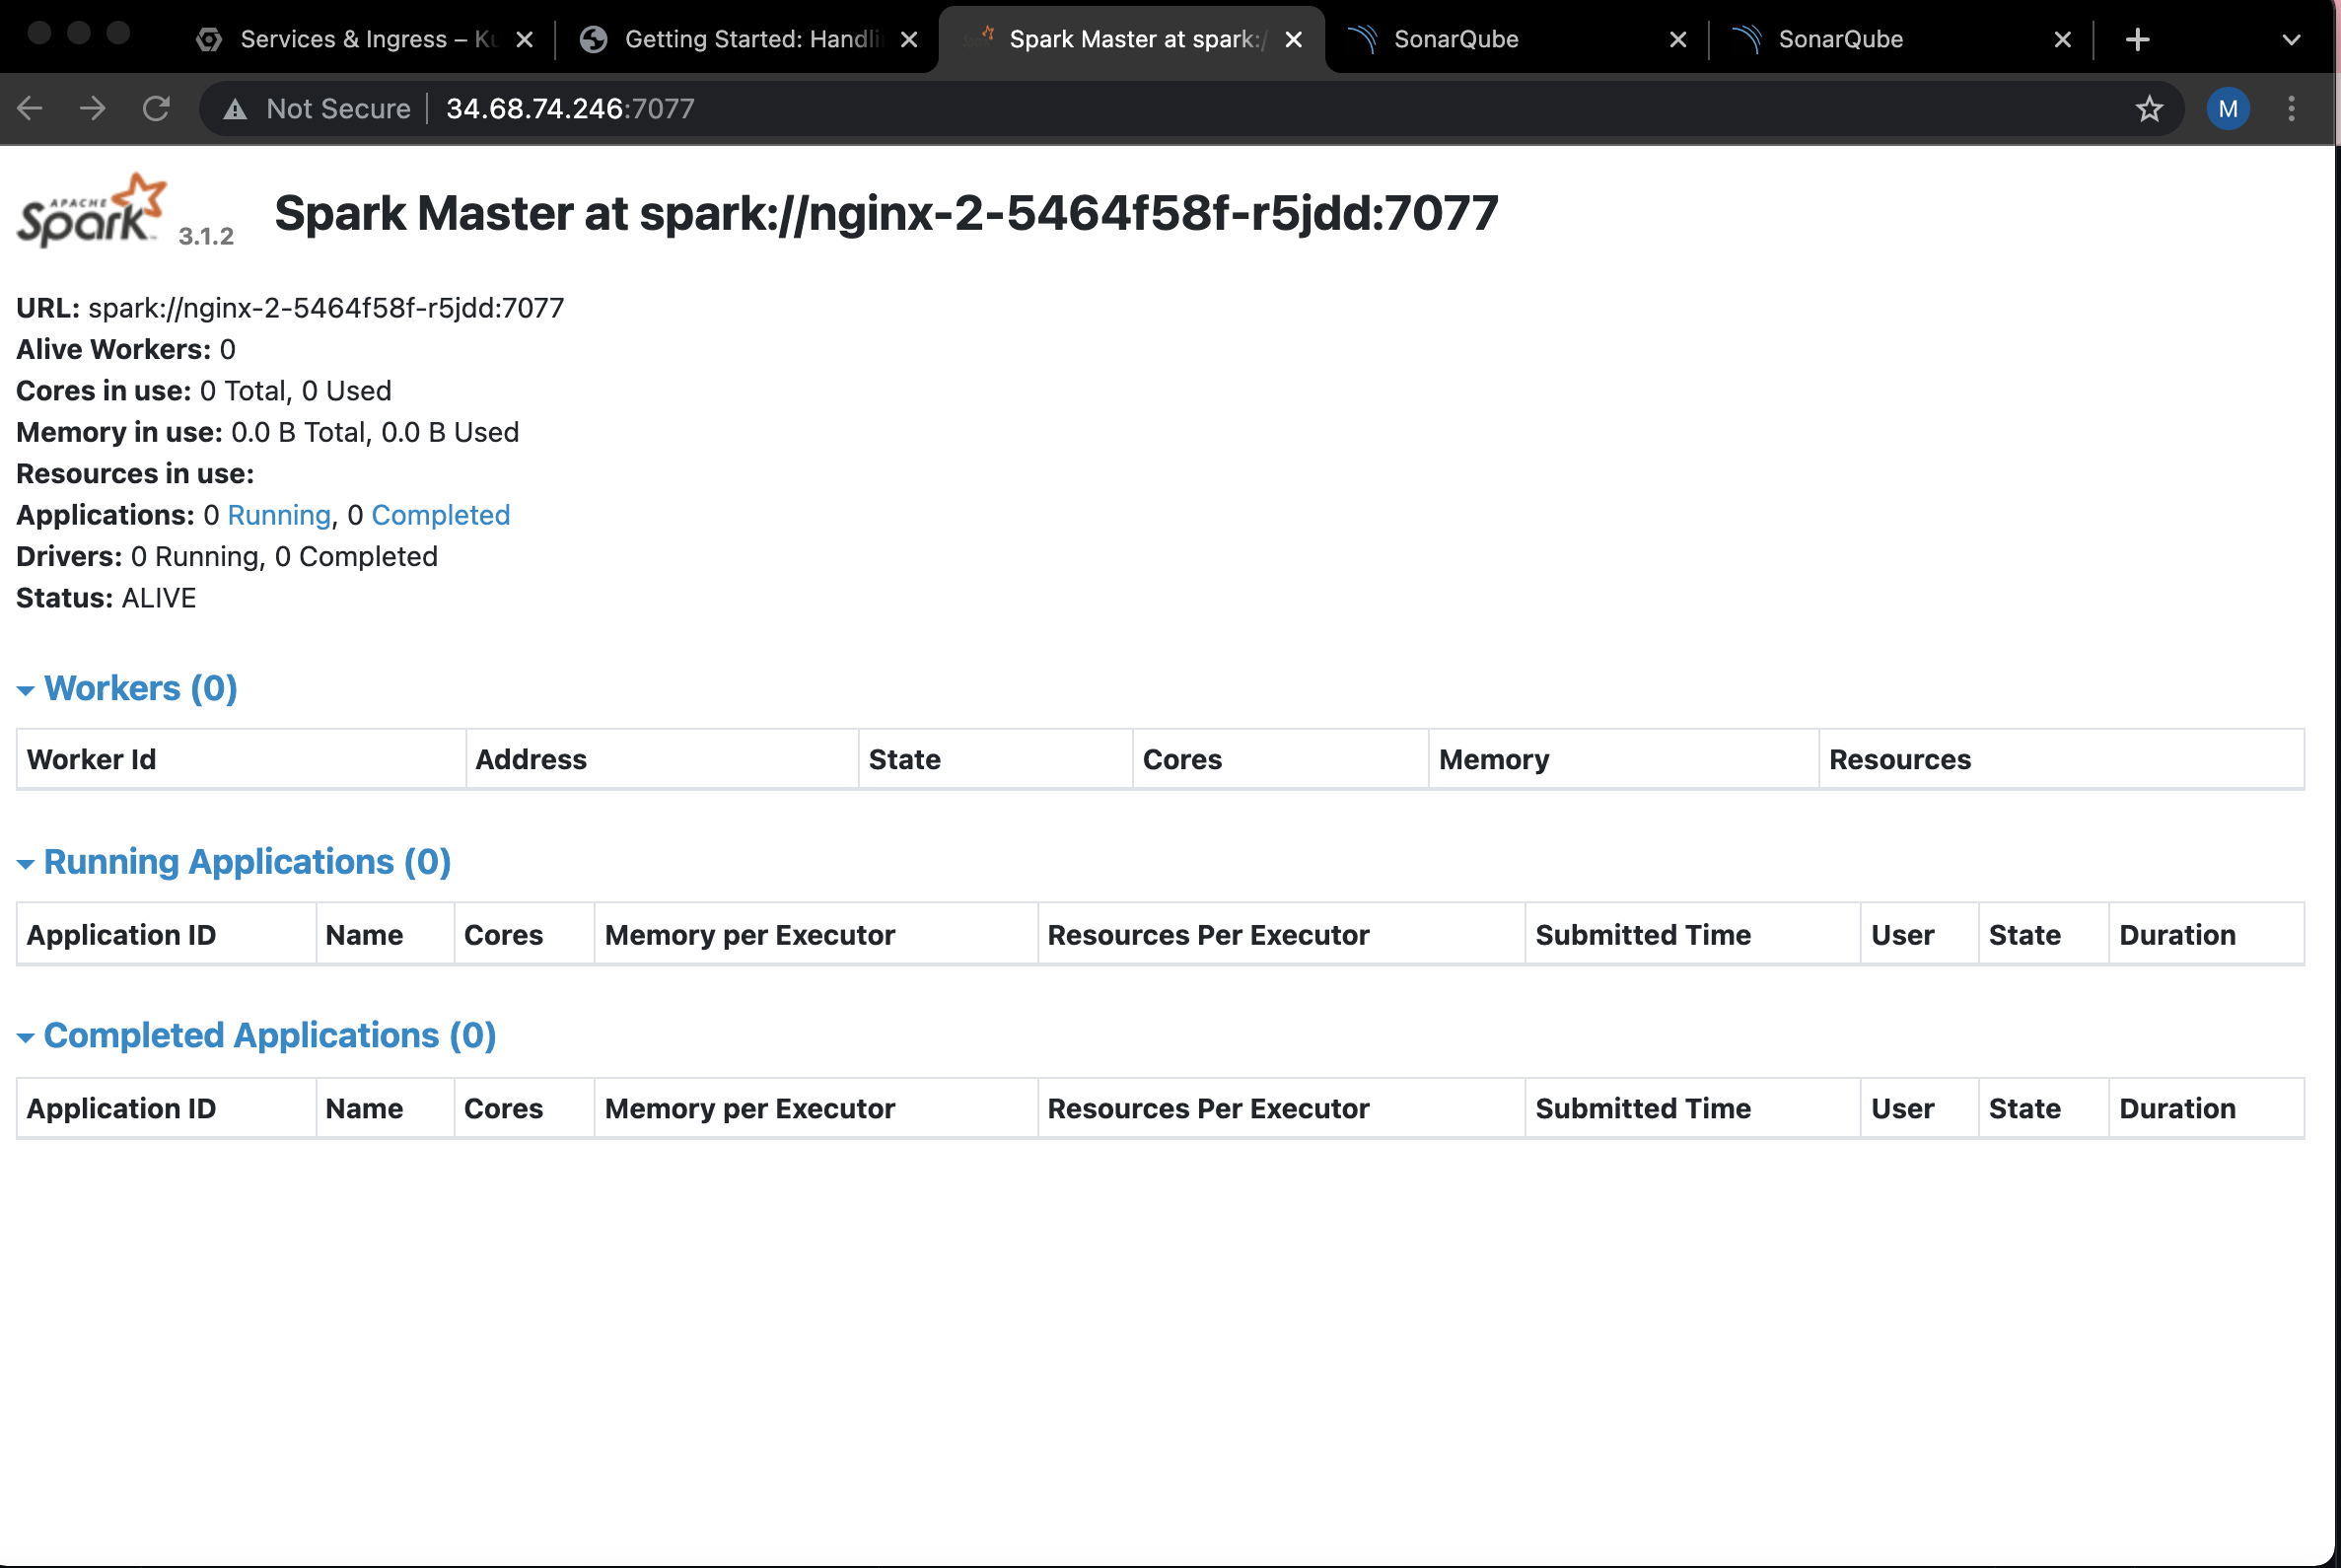 Services & Ingress – Ku
Getting Started: Handli
Spark Master at spark:/
SonarQube
SonarQube
Not Secure
34.68.74.246:7077
M
APACHE
Spark
3.1.2
Spark Master at spark://nginx-2-5464f58f-r5jdd:7077
URL: spark://nginx-2-5464f58f-r5jdd:7077
Alive Workers: 0
Cores in use: 0 Total, 0 Used
Memory in use: 0.0 B Total, 0.0 B Used
Resources in use:
Applications: 0 Running, 0 Completed
Drivers: 0 Running, 0 Completed
Status: ALIVE
Workers (0)
Worker Id Address State Cores Memory Resources
Running Applications (0)
Application ID Name Cores Memory per Executor Resources Per Executor Submitted Time User State Duration
Completed Applications (0)
Application ID Name Cores Memory per Executor Resources Per Executor Submitted Time User State Duration